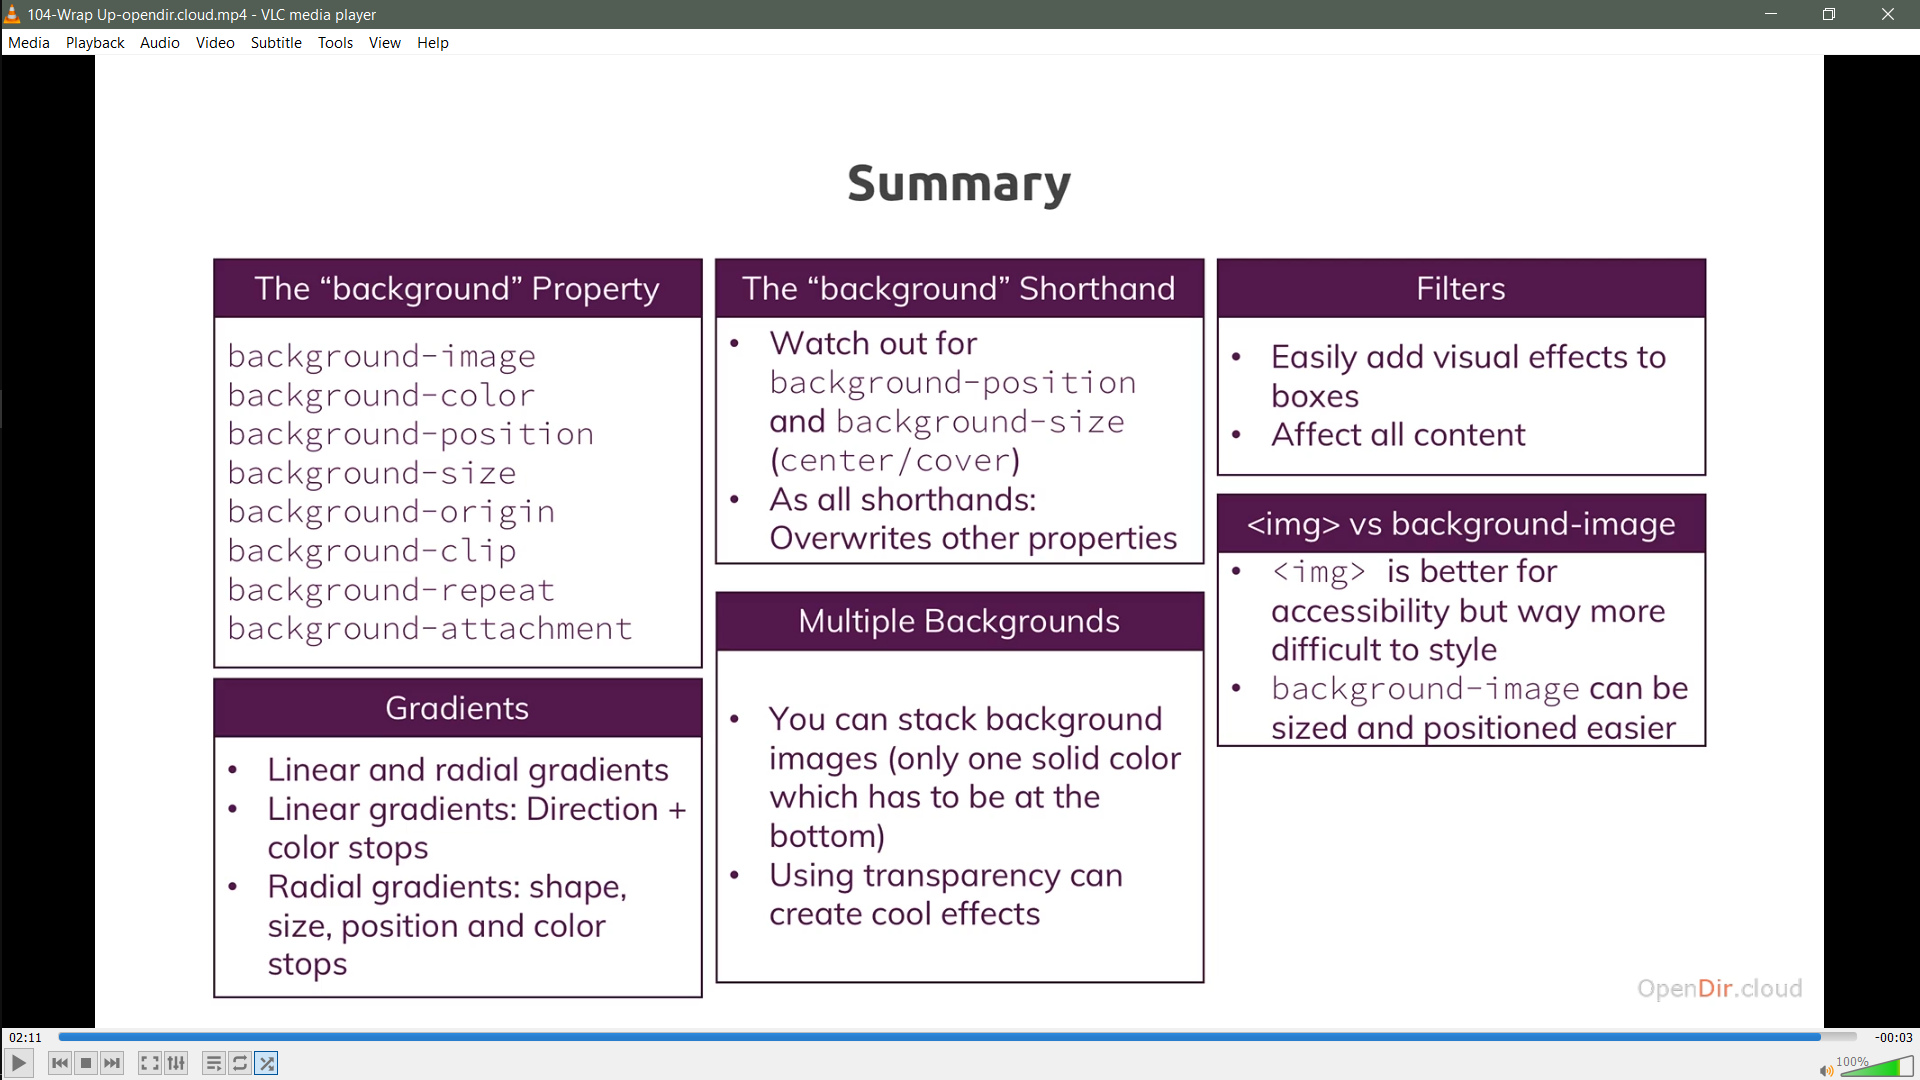 104-Wrap Up-opendir.cloud.mp4 - VLC media player
Media Playback Audio Video Subtitle Tools View Help
Summary
The “background” Property
background-image
background-color
background-position
background-size
background-origin
background-clip
background-repeat
background-attachment
Gradients
• Linear and radial gradients
• Linear gradients: Direction +
color stops
• Radial gradients: shape,
size, position and color
stops
The “background” Shorthand
• Watch out for
background-position
and background-size
(center/cover)
• As all shorthands:
Overwrites other properties
Multiple Backgrounds
• You can stack background
images (only one solid color
which has to be at the
bottom)
• Using transparency can
create cool effects
Filters
• Easily add visual effects to
boxes
• Affect all content
<img> vs background-image
• <img> is better for
accessibility but way more
difficult to style
• background-image can be
sized and positioned easier
OpenDir.cloud
02:11
-00:03
100%